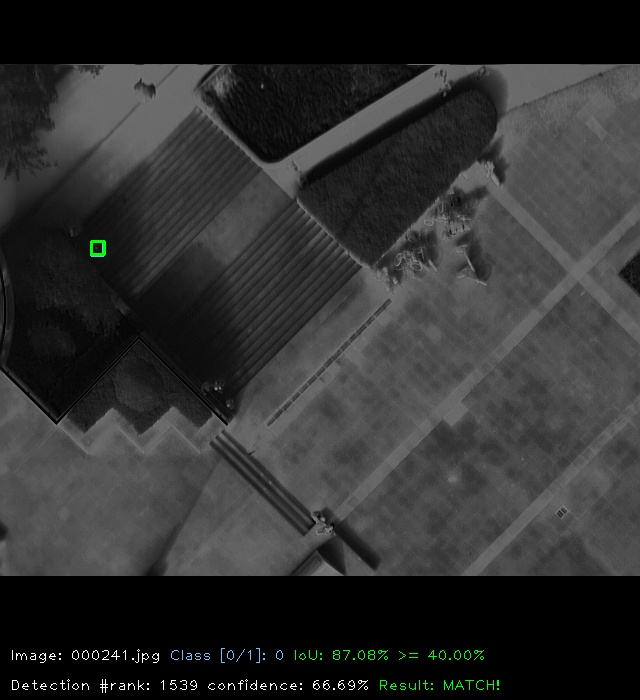 Image: 000241.jpg Class [0/1]: 0 IoU: 87.08% >= 40.00%
Detection #rank: 1539 confidence: 66.69% Result: MATCH!